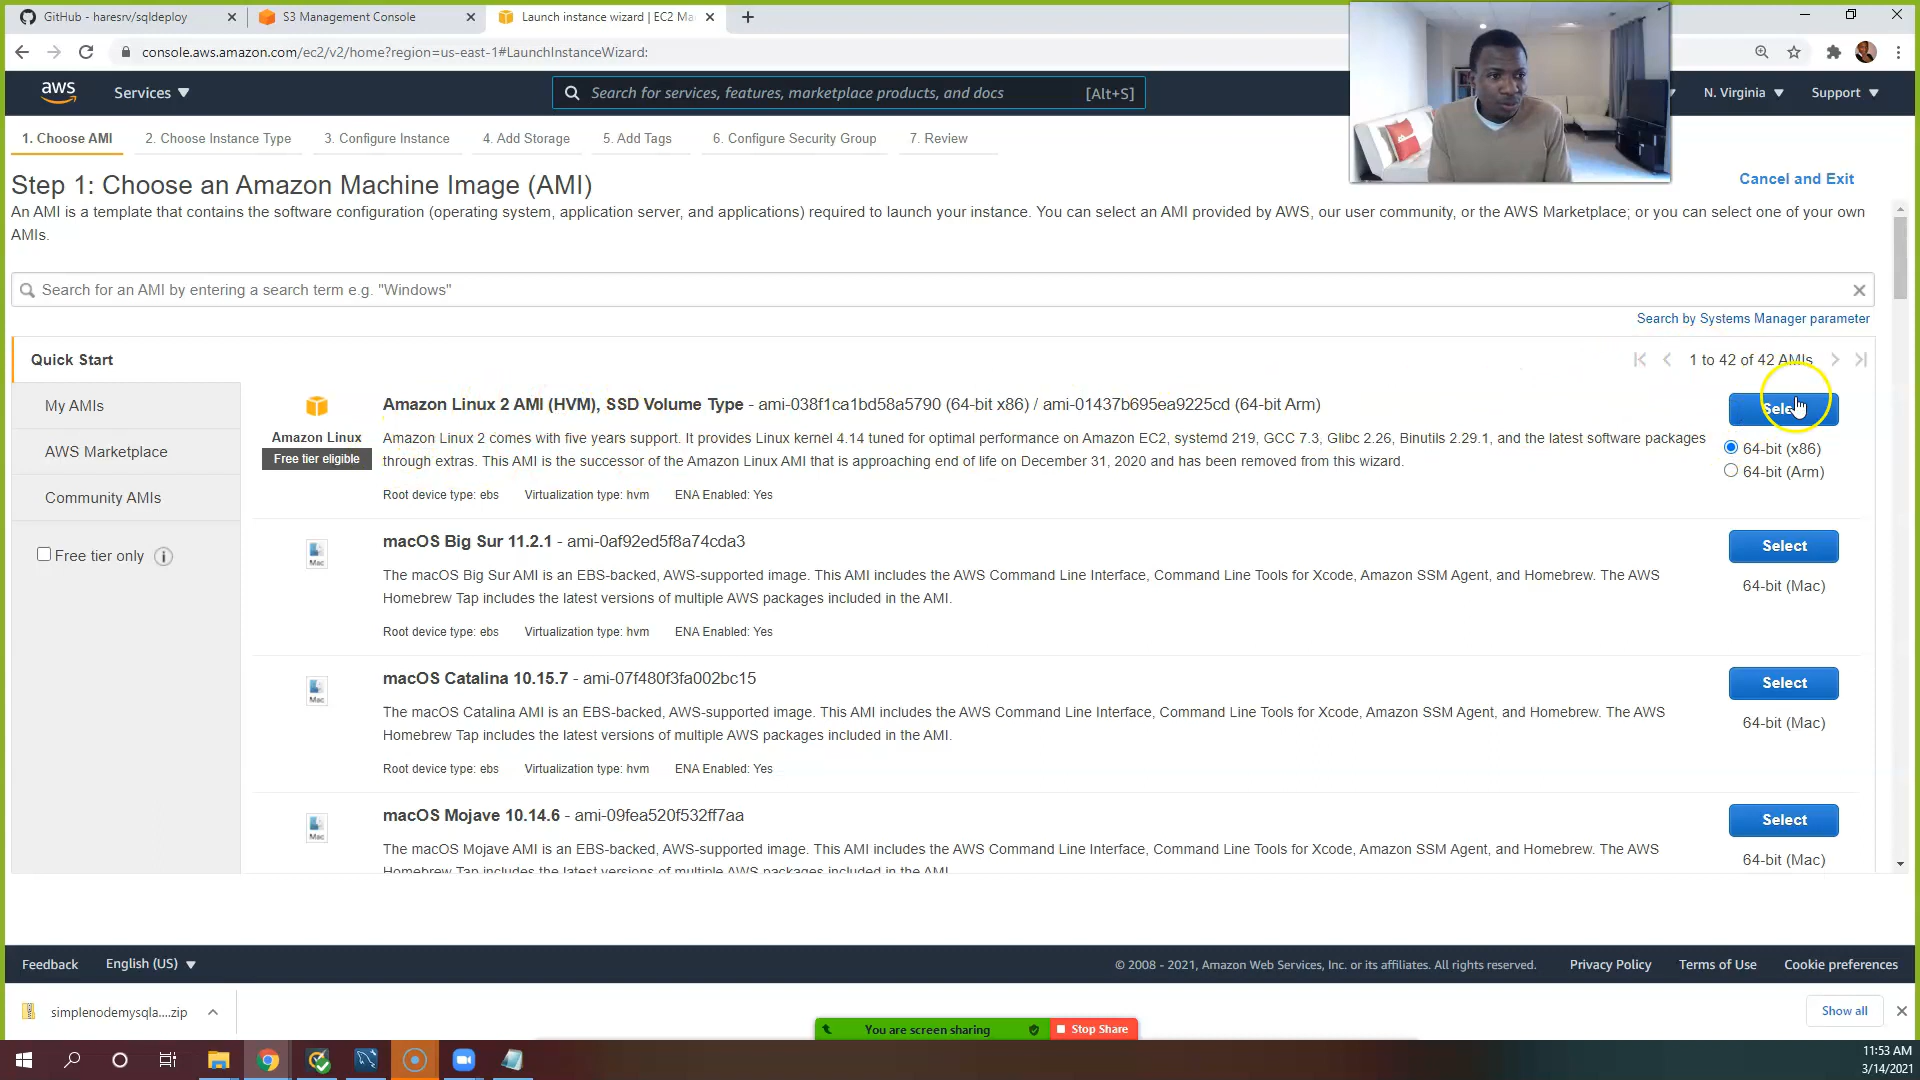 GitHub - haresrv/sqldeploy
S3 Management Console
Launch instance wizard | EC2 Ma
console.aws.amazon.com/ec2/v2/home?region=us-east-1#LaunchInstanceWizard:
aws
Services
Search for services, features, marketplace products, and docs
[Alt+S]
N. Virginia
Support
1. Choose AMI
2. Choose Instance Type
3. Configure Instance
4. Add Storage
5. Add Tags
6. Configure Security Group
7. Review
Step 1: Choose an Amazon Machine Image (AMI)
Cancel and Exit
An AMI is a template that contains the software configuration (operating system, application server, and applications) required to launch your instance. You can select an AMI provided by AWS, our user community, or the AWS Marketplace; or you can select one of your own
AMIs.
Search for an AMI by entering a search term e.g. "Windows"
Search by Systems Manager parameter
Quick Start
1 to 42 of 42 AMIs
My AMIs
AWS Marketplace
Community AMIs
Free tier only
Amazon Linux
Free tier eligible
Amazon Linux 2 AMI (HVM), SSD Volume Type - ami-038f1ca1bd58a5790 (64-bit x86) / ami-01437b695ea9225cd (64-bit Arm)
Amazon Linux 2 comes with five years support. It provides Linux kernel 4.14 tuned for optimal performance on Amazon EC2, systemd 219, GCC 7.3, Glibc 2.26, Binutils 2.29.1, and the latest software packages
through extras. This AMI is the successor of the Amazon Linux AMI that is approaching end of life on December 31, 2020 and has been removed from this wizard.
Root device type: ebs Virtualization type: hvm ENA Enabled: Yes
Select
64-bit (x86)
64-bit (Arm)
Mac
macOS Big Sur 11.2.1 - ami-0af92ed5f8a74cda3
The macOS Big Sur AMI is an EBS-backed, AWS-supported image. This AMI includes the AWS Command Line Interface, Command Line Tools for Xcode, Amazon SSM Agent, and Homebrew. The AWS
Homebrew Tap includes the latest versions of multiple AWS packages included in the AMI.
Root device type: ebs Virtualization type: hvm ENA Enabled: Yes
Select
64-bit (Mac)
Mac
macOS Catalina 10.15.7 - ami-07f480f3fa002bc15
The macOS Catalina AMI is an EBS-backed, AWS-supported image. This AMI includes the AWS Command Line Interface, Command Line Tools for Xcode, Amazon SSM Agent, and Homebrew. The AWS
Homebrew Tap includes the latest versions of multiple AWS packages included in the AMI.
Root device type: ebs Virtualization type: hvm ENA Enabled: Yes
Select
64-bit (Mac)
Mac
macOS Mojave 10.14.6 - ami-09fea520f532ff7aa
The macOS Mojave AMI is an EBS-backed, AWS-supported image. This AMI includes the AWS Command Line Interface, Command Line Tools for Xcode, Amazon SSM Agent, and Homebrew. The AWS
Homebrew Tap includes the latest versions of multiple AWS packages included in the AMI.
Select
64-bit (Mac)
Feedback
English (US)
© 2008 - 2021, Amazon Web Services, Inc. or its affiliates. All rights reserved.
Privacy Policy
Terms of Use
Cookie preferences
simplenodemysqla....zip
Show all
You are screen sharing
Stop Share
11:53 AM
3/14/2021